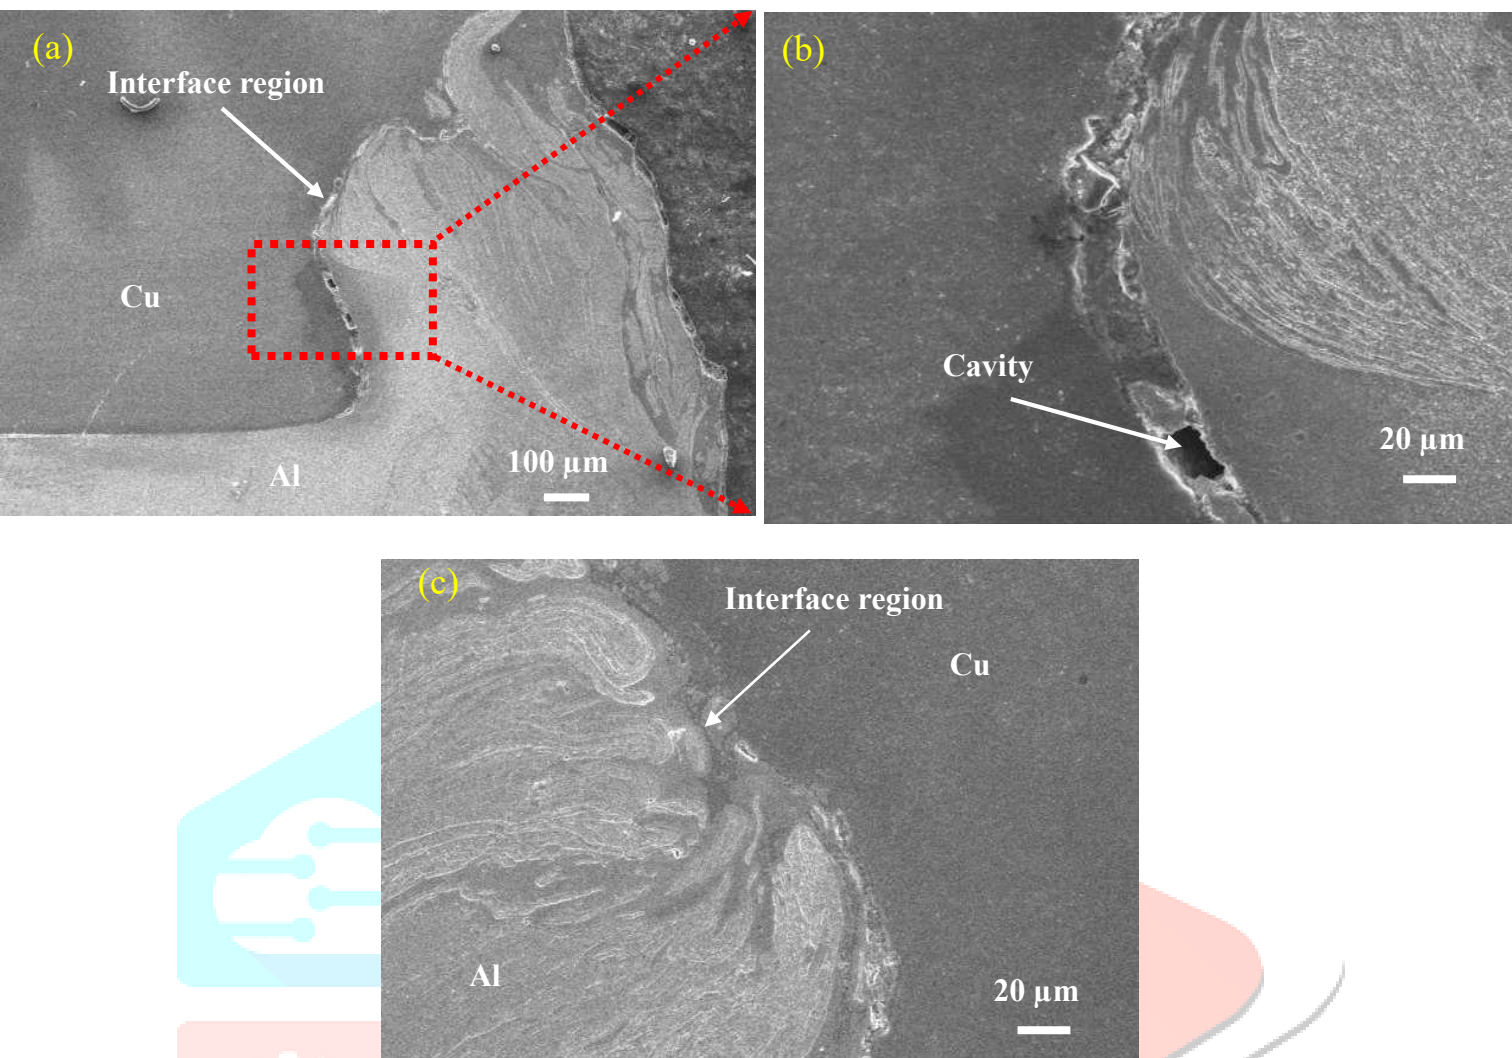 (a)
Interface region
Cu
Al
100 µm
(b)
Cavity
20 µm
(c)
Interface region
Cu
Al
20 µm